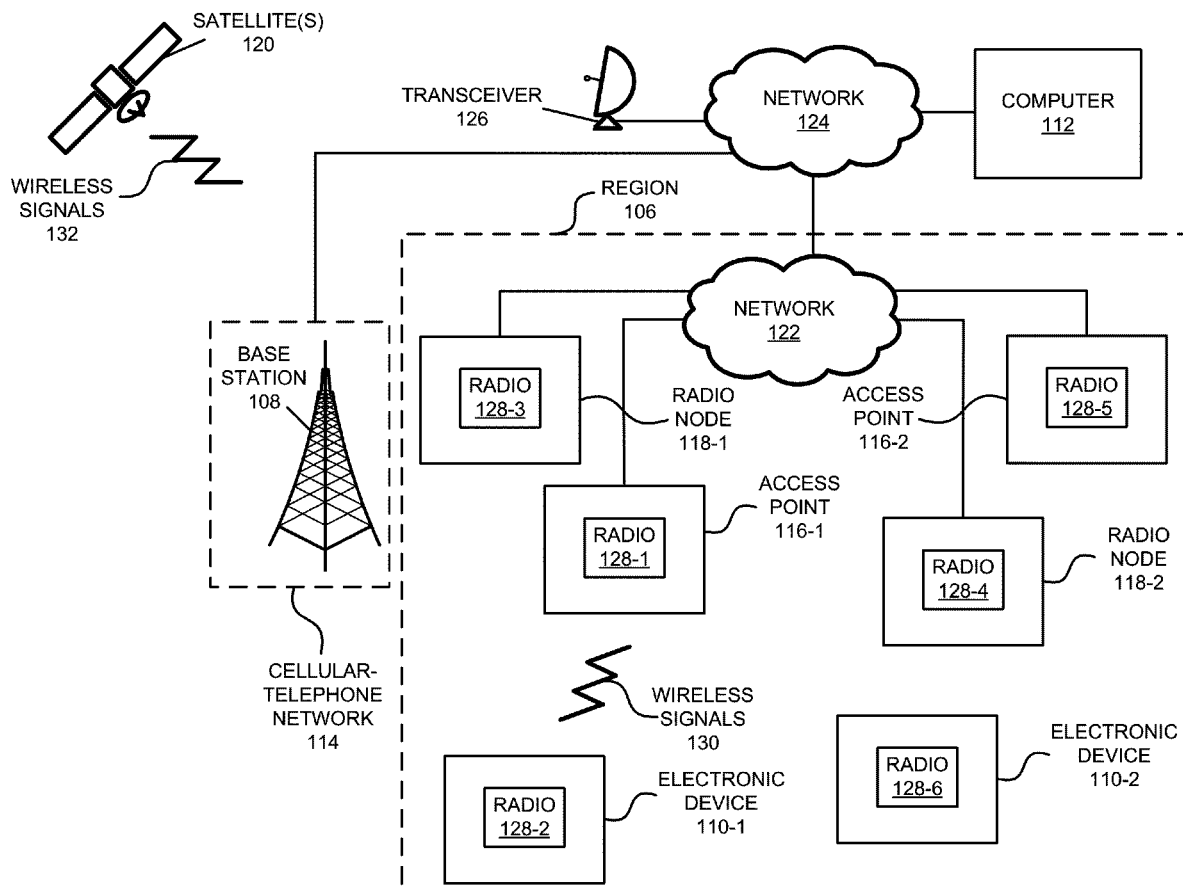 SATELLITE(S)
120
TRANSCEIVER
126
NETWORK
124
COMPUTER
112
WIRELESS
SIGNALS
132
REGION
106
NETWORK
122
BASE
STATION
108
RADIO
128-3
RADIO
NODE
118-1
ACCESS
POINT
116-2
RADIO
128-5
RADIO
128-1
ACCESS
POINT
116-1
RADIO
128-4
RADIO
NODE
118-2
CELLULAR-
TELEPHONE
NETWORK
114
WIRELESS
SIGNALS
130
RADIO
128-2
ELECTRONIC
DEVICE
110-1
RADIO
128-6
ELECTRONIC
DEVICE
110-2